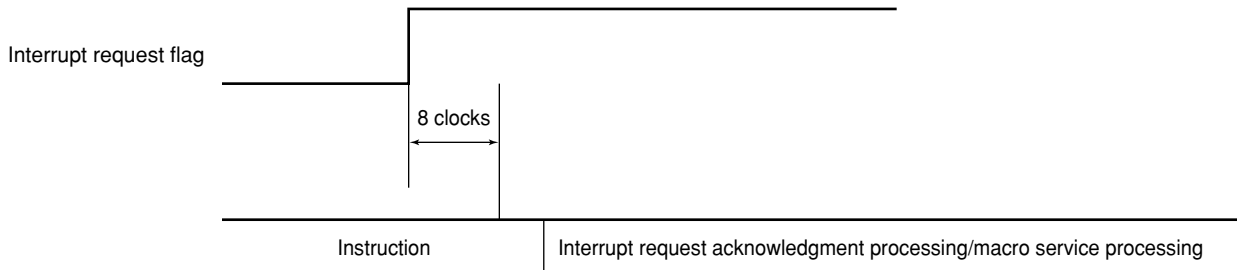 Interrupt request flag
8 clocks
Instruction
Interrupt request acknowledgment processing/macro service processing